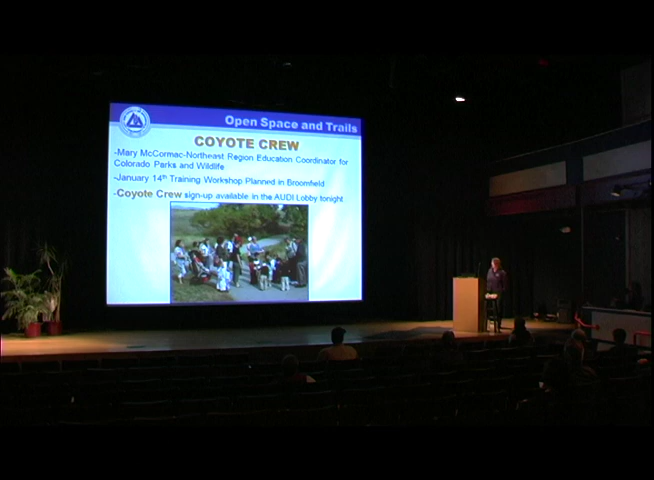 Open Space and Trails
COYOTE CREW
-Mary McCormac-Northeast Region Education Coordinator for
Colorado Parks and Wildlife
-January 14th Training Workshop Planned in Broomfield
-Coyote Crew sign-up available in the AUDI Lobby tonight